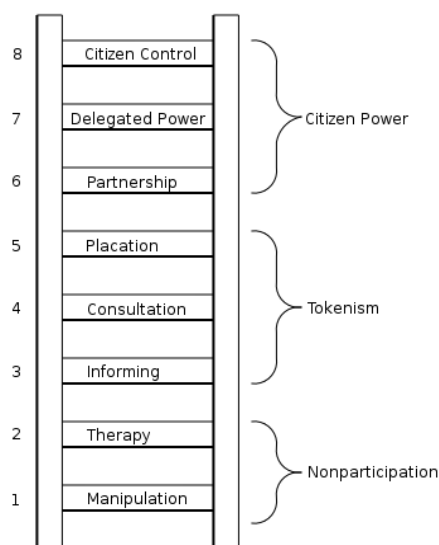 8 Citizen Control
7 Delegated Power Citizen Power
6 Partnership
5 Placation
4 Consultation Tokenism
3 Informing
2 Therapy
Nonparticipation
1 Manipulation